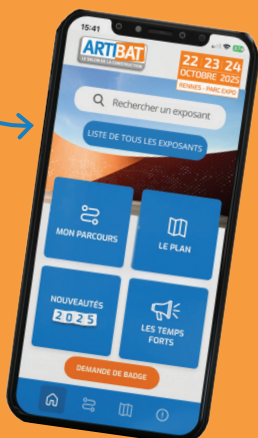 15:41
ARTIBAT
LE SALON DE LA CONSTRUCTION
22 23 24
OCTOBRE 2025
RENNES - PARC EXPO
Rechercher un exposant
LISTE DE TOUS LES EXPOSANTS
MON PARCOURS
LE PLAN
NOUVEAUTÉS
2025
LES TEMPS
FORTS
DEMANDE DE BADGE